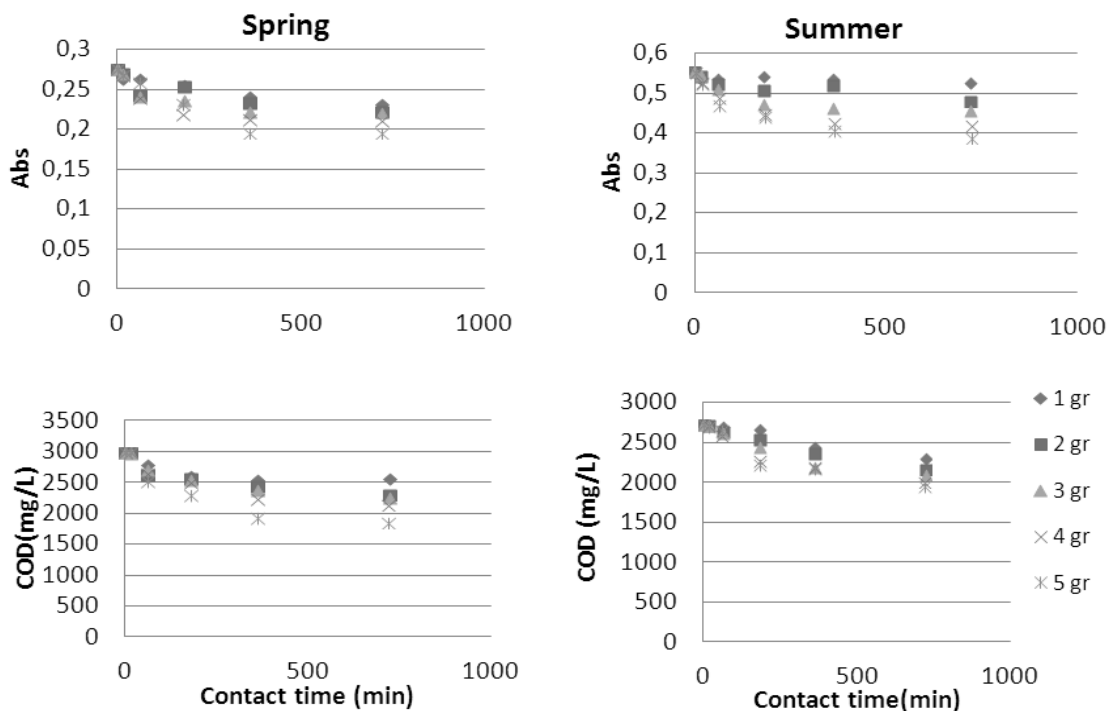 Spring
0,3
0,25
0,2
0,15
0,1
0,05
0
Abs
0 500 1000
Summer
0,6
0,5
0,4
0,3
0,2
0,1
0
Abs
0 500 1000
3500
3000
2500
2000
1500
1000
500
0
COD(mg/L)
0 500 1000
Contact time (min)
3000
2500
2000
1500
1000
500
0
COD (mg/L)
0 500 1000
Contact time(min)
1 gr
2 gr
3 gr
4 gr
5 gr